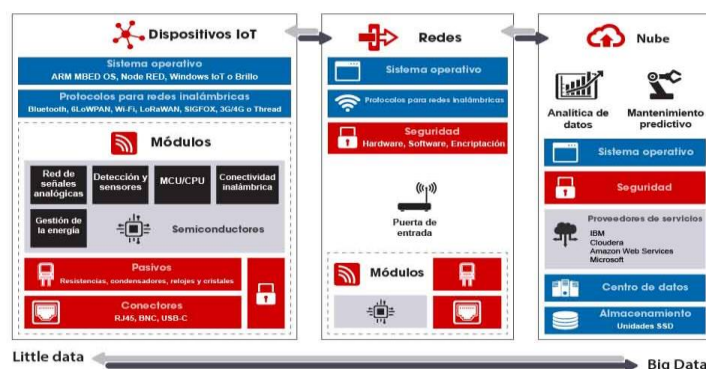 Dispositivos IoT
Sistema operativo
ARM MBED OS, Node RED, Windows IoT o Brillo
Protocolos para redes inalámbricas
Bluetooth, 6LoWPAN, Wi-Fi, LoRaWAN, SIGFOX, 3G/4G o Thread
Módulos
Red de
señales
analógicas
Detección y
sensores
MCU/CPU
Conectividad
inalámbrica
Gestión de
la energía
Semiconductores
Pasivos
Resistencias, condensadores, relojes y cristales
Conectores
RJ45, BNC, USB-C
Redes
Sistema operativo
Protocolos para redes inalámbricas
Seguridad
Hardware, Software, Encriptación
Puerta de
entrada
Módulos
Nube
Analítica de
datos
Mantenimiento
predictivo
Sistema operativo
Seguridad
Proveedores de servicios
IBM
Cloudera
Amazon Web Services
Microsoft
Centro de datos
Almacenamiento
Unidades SSD
Little data
Big Data